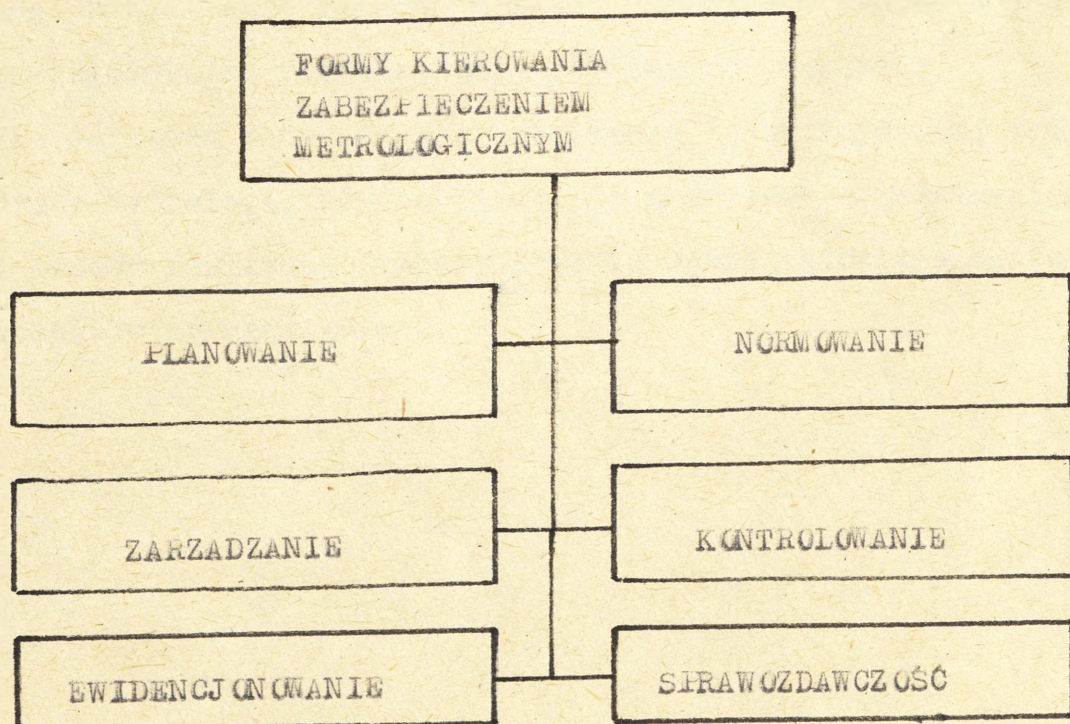 FORMY KIEROWANIA
ZABEZPIECZENIEM
METROLOGICZNYM
PLANOWANIE
NORMOWANIE
ZARZADZANIE
KONTROLOWANIE
EWIDENCJONOWANIE
SPRAWOZDAWCZOŚĆ